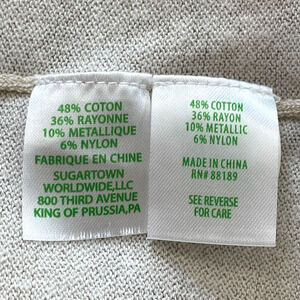 48% COTON
36% RAYONNE
10% METALLIQUE
6% NYLON
FABRIQUE EN CHINE
SUGARTOWN
WORLDWIDE,LLC
800 THIRD AVENUE
KING OF PRUSSIA,PA
48% COTTON
36% RAYON
10% METALLIC
6% NYLON
MADE IN CHINA
RN# 88189
SEE REVERSE
FOR CARE